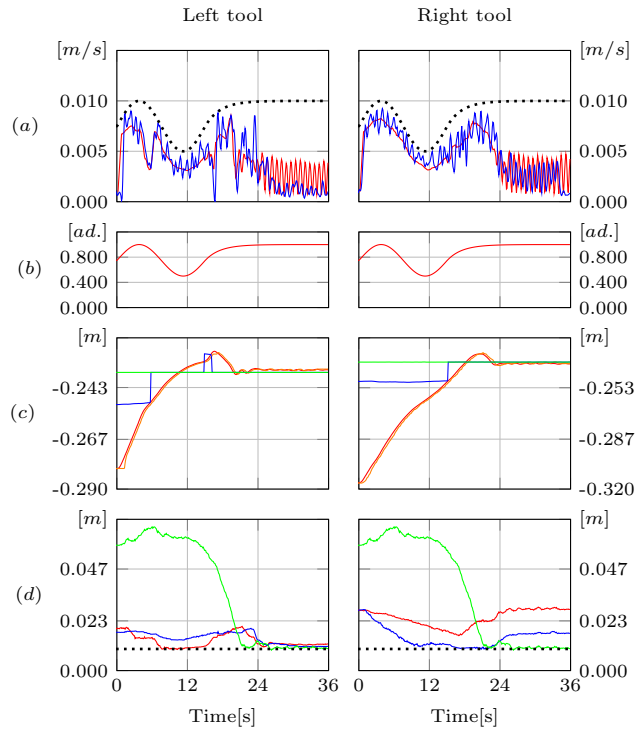 Left tool Right tool
[m/s] [m/s]
0.010 0.010
(a)
0.005 0.005
0.000 0.000
[ad.] [ad.]
0.800 0.800
(b)
0.400 0.400
0.000 0.000
[m] [m]
-0.243 -0.253
(c)
-0.267 -0.287
-0.290 -0.320
[m] [m]
0.047 0.047
(d)
0.023 0.023
0.000 0.000
0 12 24 36 0 12 24 36
Time[s] Time[s]